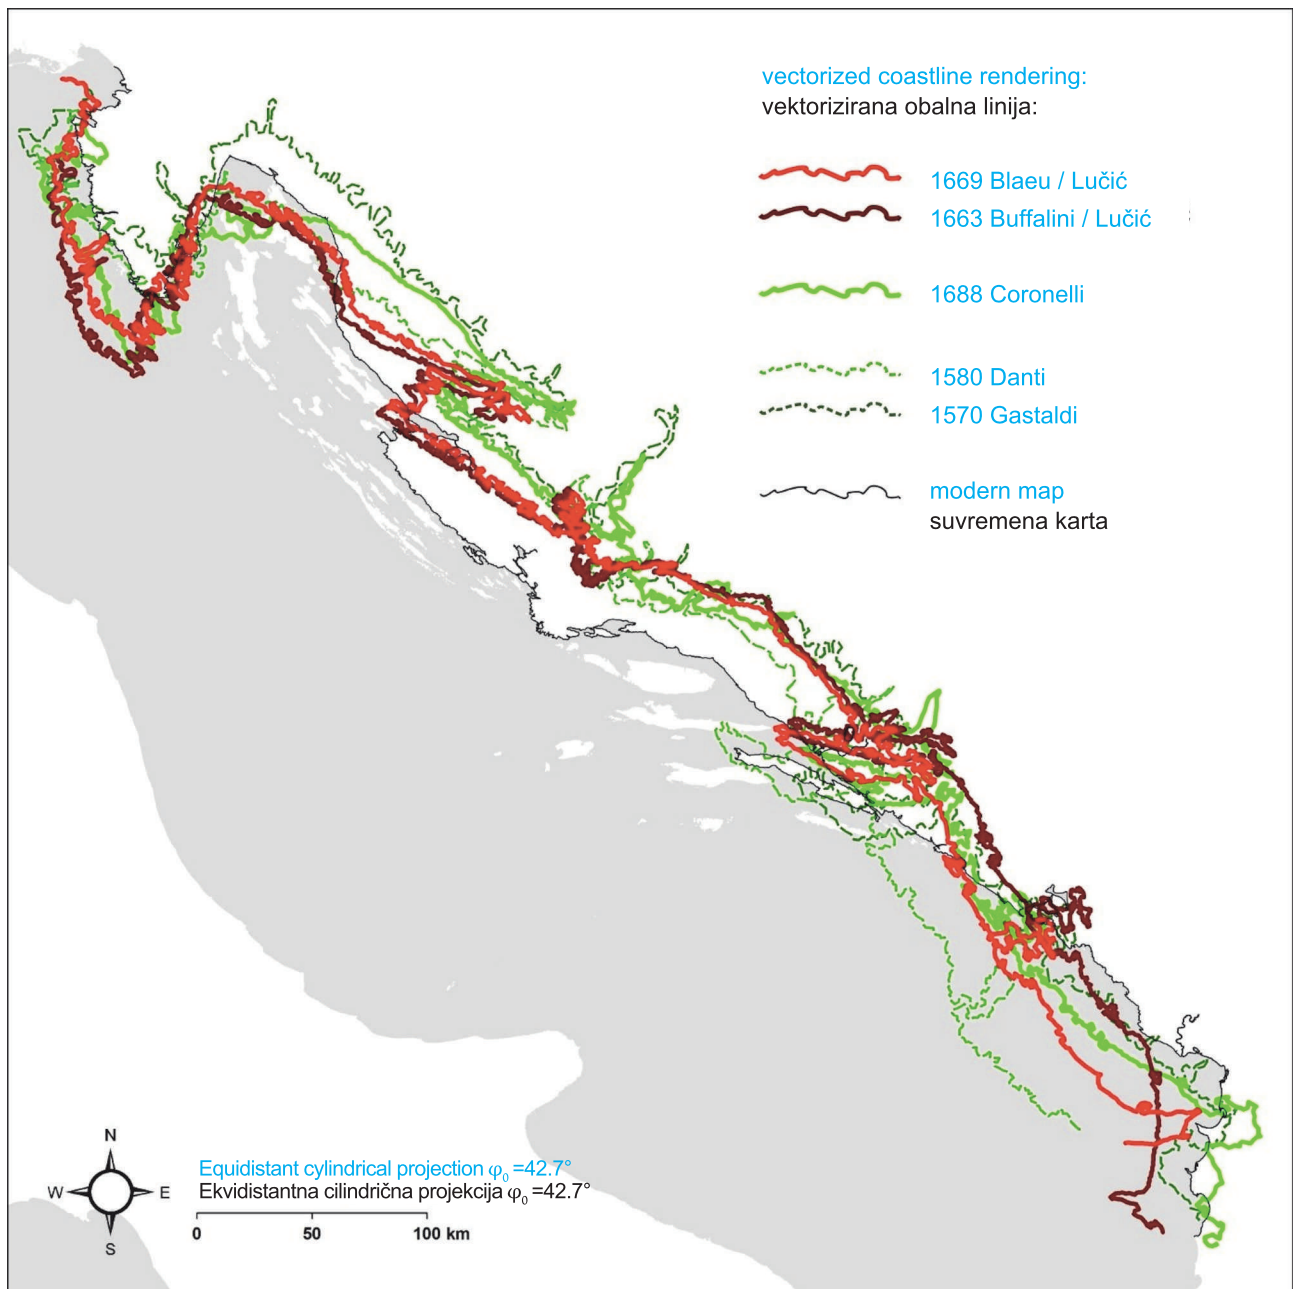 vectorized coastline rendering:
vektorizirana obalna linija:
1669 Blaeu / Lučić
1663 Buffalini / Lučić
1688 Coronelli
1580 Danti
1570 Gastaldi
modern map
suvremena karta
N
W E
S
Equidistant cylindrical projection φ₀ =42.7°
Ekvidistantna cilindrična projekcija φ₀ =42.7°
0 50 100 km